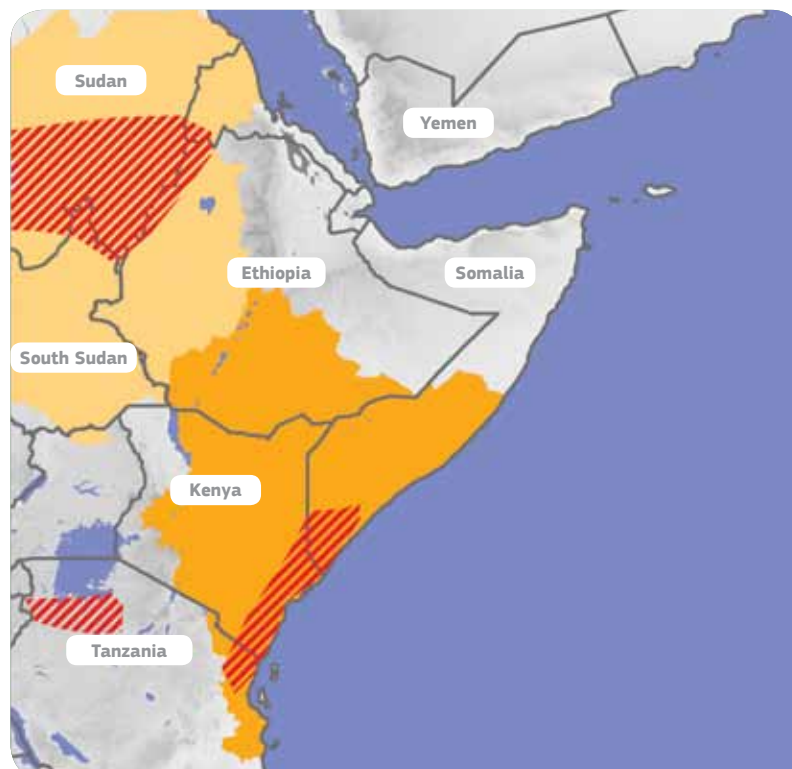 Sudan
Yemen
Ethiopia
Somalia
South Sudan
Kenya
Tanzania